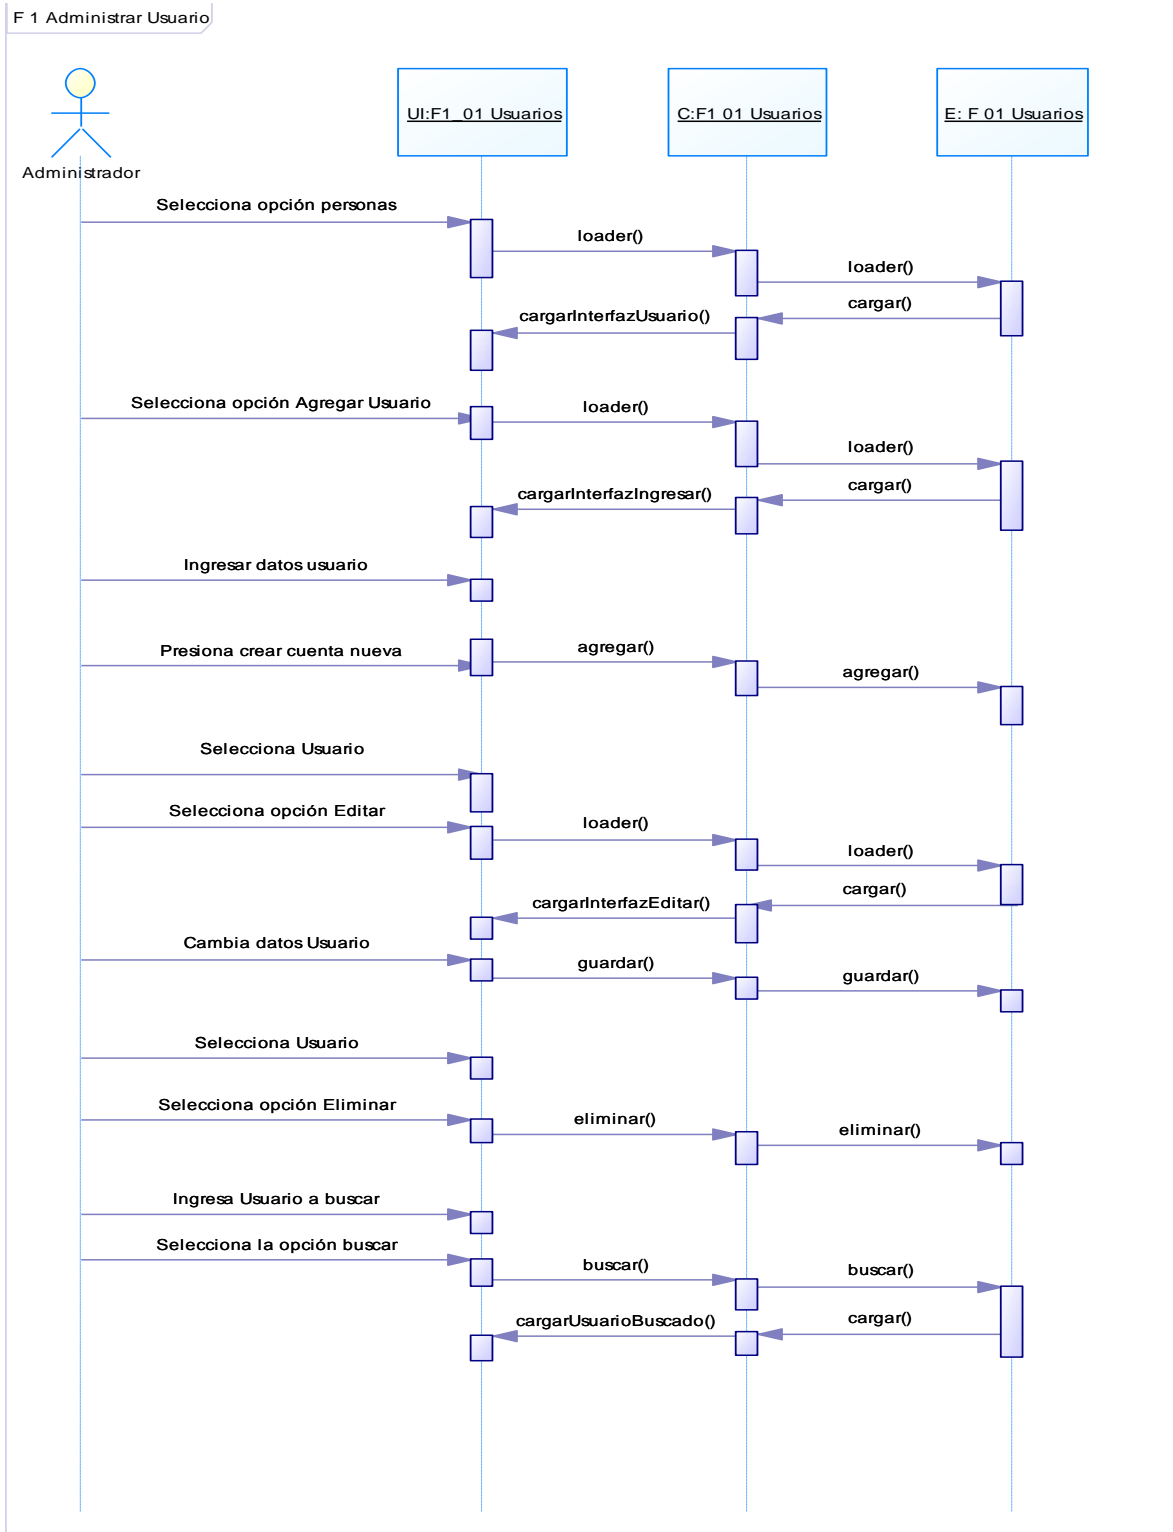 F 1 Administrar Usuario
UI:F1_01 Usuarios
C:F1 01 Usuarios
E: F 01 Usuarios
Administrador
Selecciona opción personas
loader()
loader()
cargar()
cargarInterfazUsuario()
Selecciona opción Agregar Usuario
loader()
loader()
cargar()
cargarInterfazIngresar()
Ingresar datos usuario
Presiona crear cuenta nueva
agregar()
agregar()
Selecciona Usuario
Selecciona opción Editar
loader()
loader()
cargar()
cargarInterfazEditar()
Cambia datos Usuario
guardar()
guardar()
Selecciona Usuario
Selecciona opción Eliminar
eliminar()
eliminar()
Ingresa Usuario a buscar
Selecciona la opción buscar
buscar()
buscar()
cargar()
cargarUsuarioBuscado()